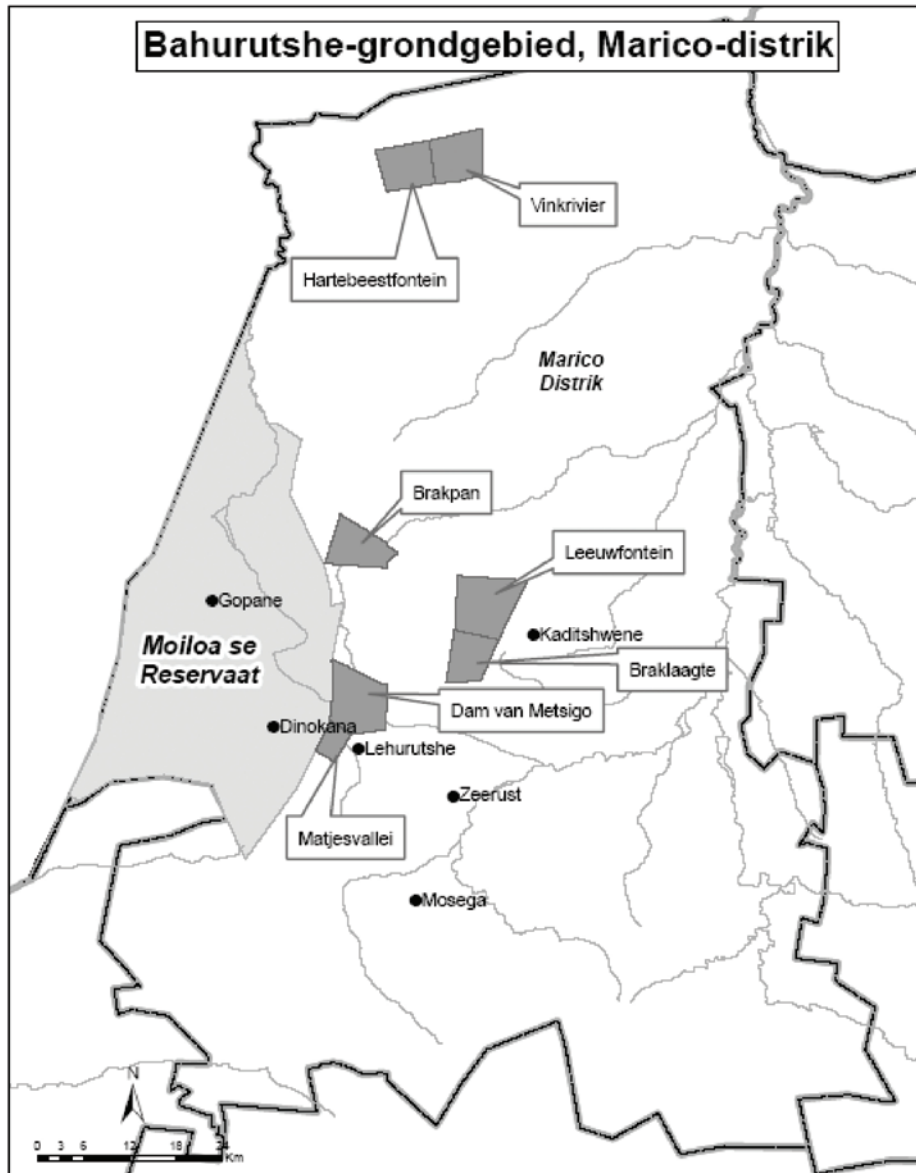 Bahurutshe-grondgebied, Marico-distrik
Vinkrivier
Hartebeestfontein
Marico
Distrik
Brakpan
Leeuwfontein
Gopane
Kaditshwene
Moiloa se
Reservaat
Braklaagte
Dam van Metsigo
Dinokana
Lehurutshe
Zeerust
Matjesvallei
Mosega
N
0 3 6 12 18 24
Km